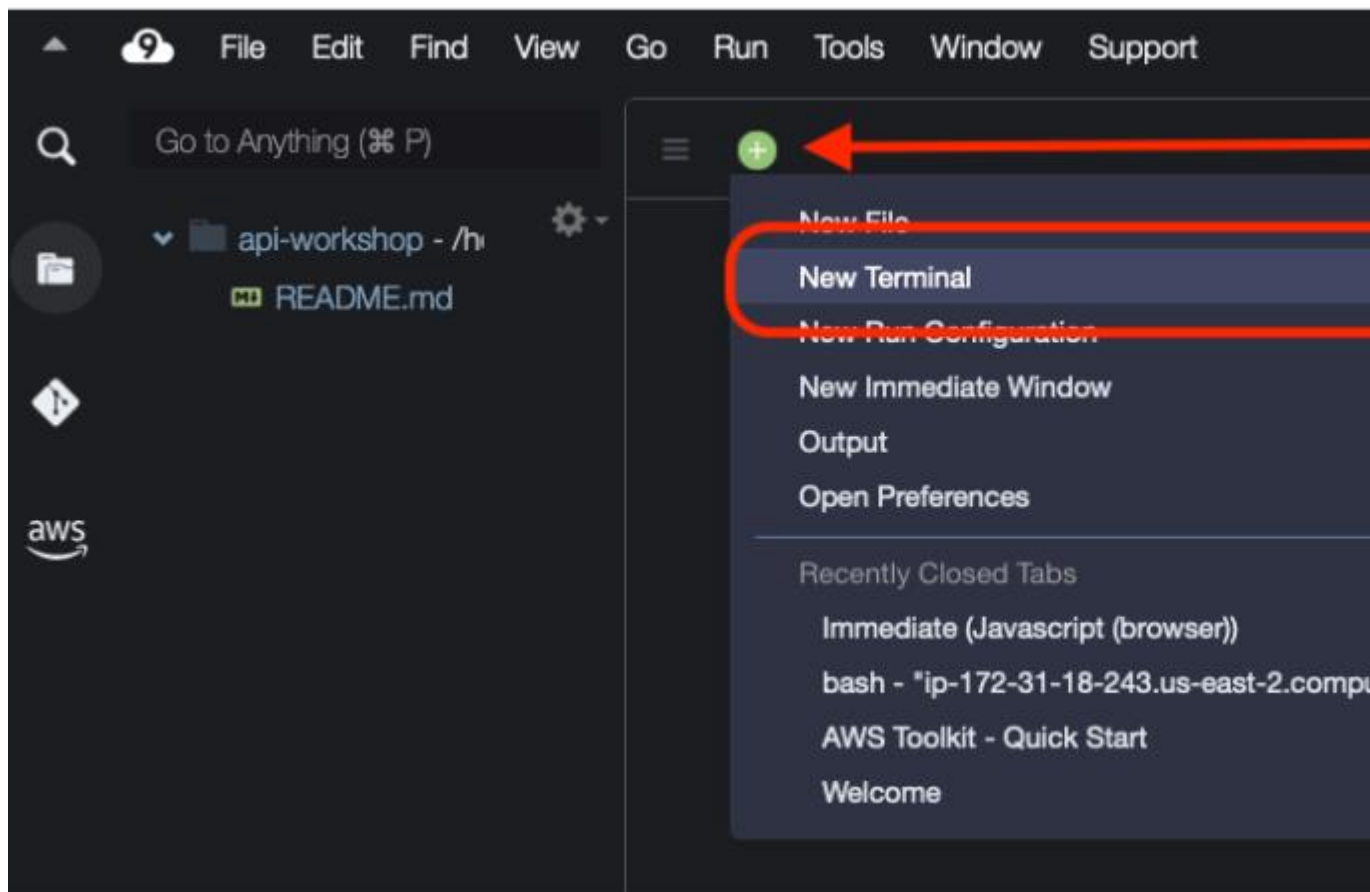 9 File Edit Find View Go Run Tools Window Support
Go to Anything (⌘ P)
api-workshop - /h
README.md
aws
New File
New Terminal
New Run Configuration
New Immediate Window
Output
Open Preferences
Recently Closed Tabs
Immediate (Javascript (browser))
bash - "ip-172-31-18-243.us-east-2.compu
AWS Toolkit - Quick Start
Welcome